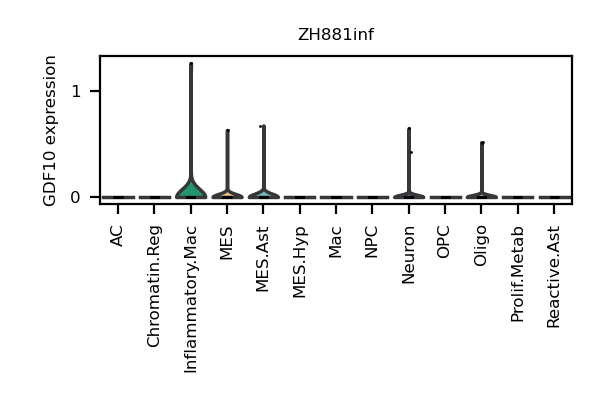 ZH881inf
GDF10 expression
1
0
AC
Chromatin.Reg
Inflammatory.Mac
MES
MES.Ast
MES.Hyp
Mac
NPC
Neuron
OPC
Oligo
Prolif.Metab
Reactive.Ast